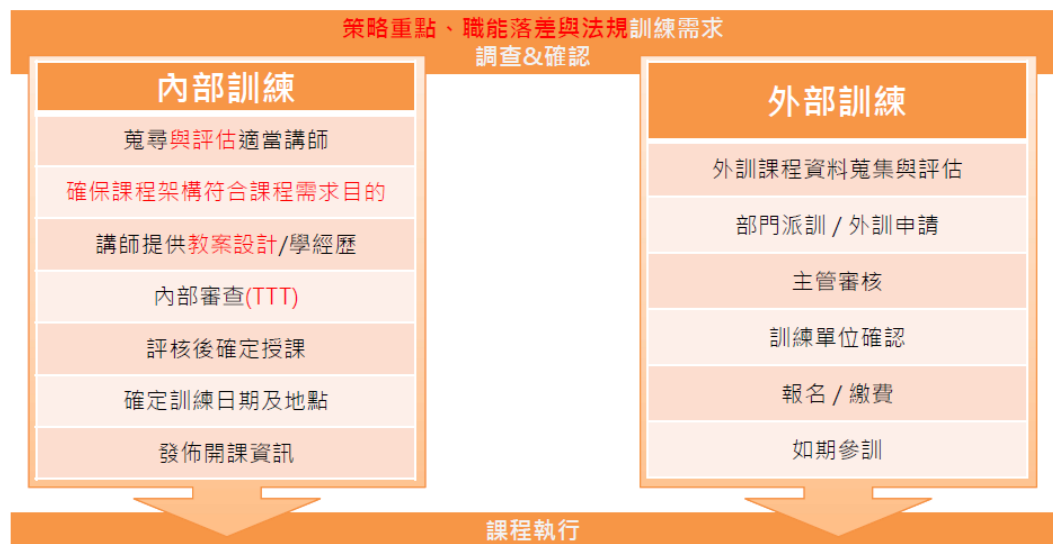 策略重點、職能落差與法規訓練需求
調查&確認
內部訓練
蒐尋與評估適當講師
確保課程架構符合課程需求目的
講師提供教案設計/學經歷
內部審查(TTT)
評核後確定授課
確定訓練日期及地點
發佈開課資訊
外部訓練
外訓課程資料蒐集與評估
部門派訓 / 外訓申請
主管審核
訓練單位確認
報名 / 繳費
如期參訓
課程執行